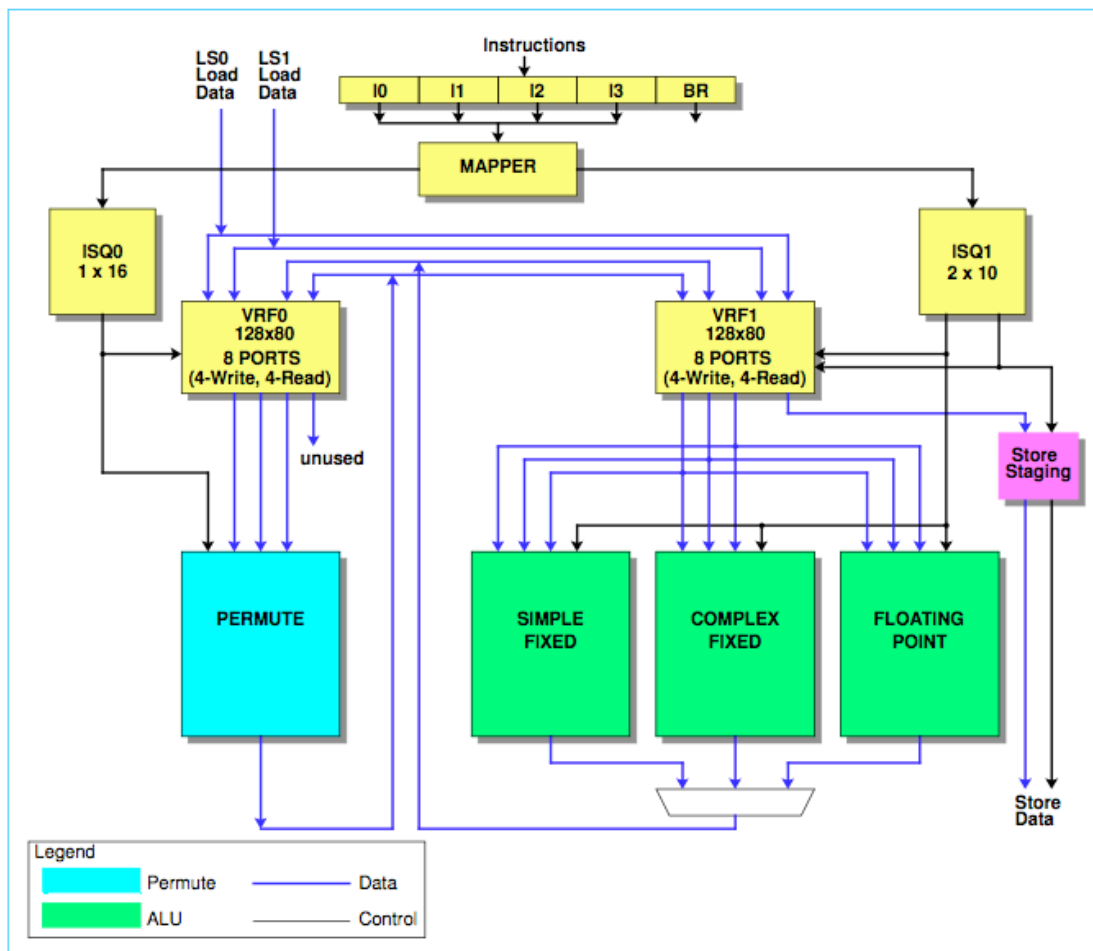 Instructions
LS0
Load
Data
LS1
Load
Data
I0
I1
I2
I3
BR
MAPPER
ISQ0
1 x 16
ISQ1
2 x 10
VRF0
128x80
8 PORTS
(4-Write, 4-Read)
VRF1
128x80
8 PORTS
(4-Write, 4-Read)
unused
Store
Staging
PERMUTE
SIMPLE
FIXED
COMPLEX
FIXED
FLOATING
POINT
Store
Data
Legend
Permute
Data
ALU
Control